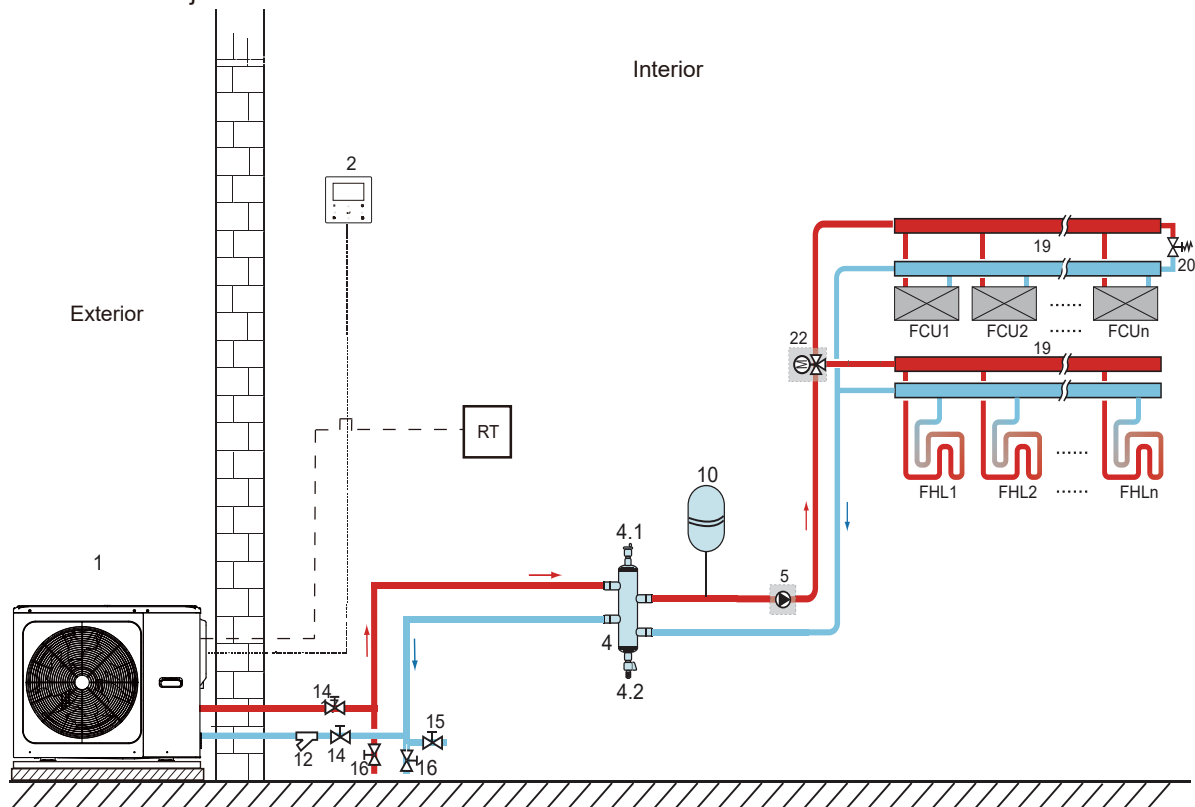 Interior
2
19
20
Exterior
FCU1 FCU2 ...... FCUn
......
22
19
RT
FHL1 FHL2 ...... FHLn
......
10
4.1
1
5
4
4.2
14
15
12 14 16 16